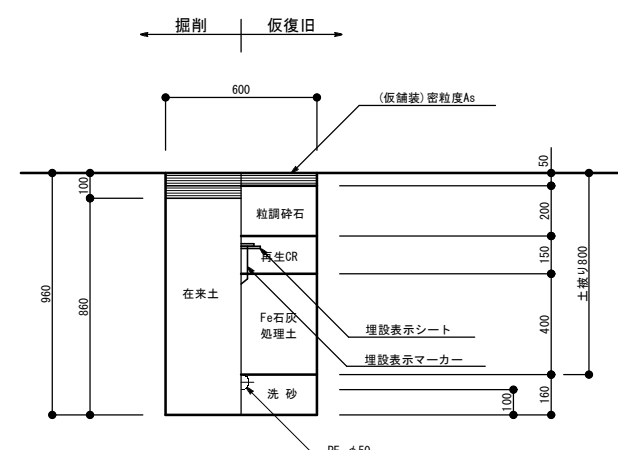 掘削
仮復旧
600
(仮舗装)密粒度As
50
100
粒調砕石
200
再生CR
150
土被り800
在来土
960
860
Fe石灰
処理土
400
埋設表示シート
埋設表示マーカー
洗砂
100
160